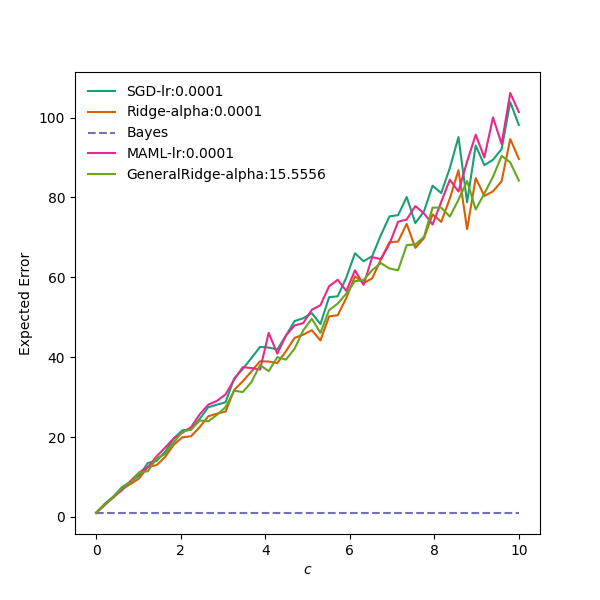 SGD-lr:0.0001
Ridge-alpha:0.0001
Bayes
MAML-lr:0.0001
GeneralRidge-alpha:15.5556
Expected Error
100
80
60
40
20
0
0 2 4 6 8 10
c